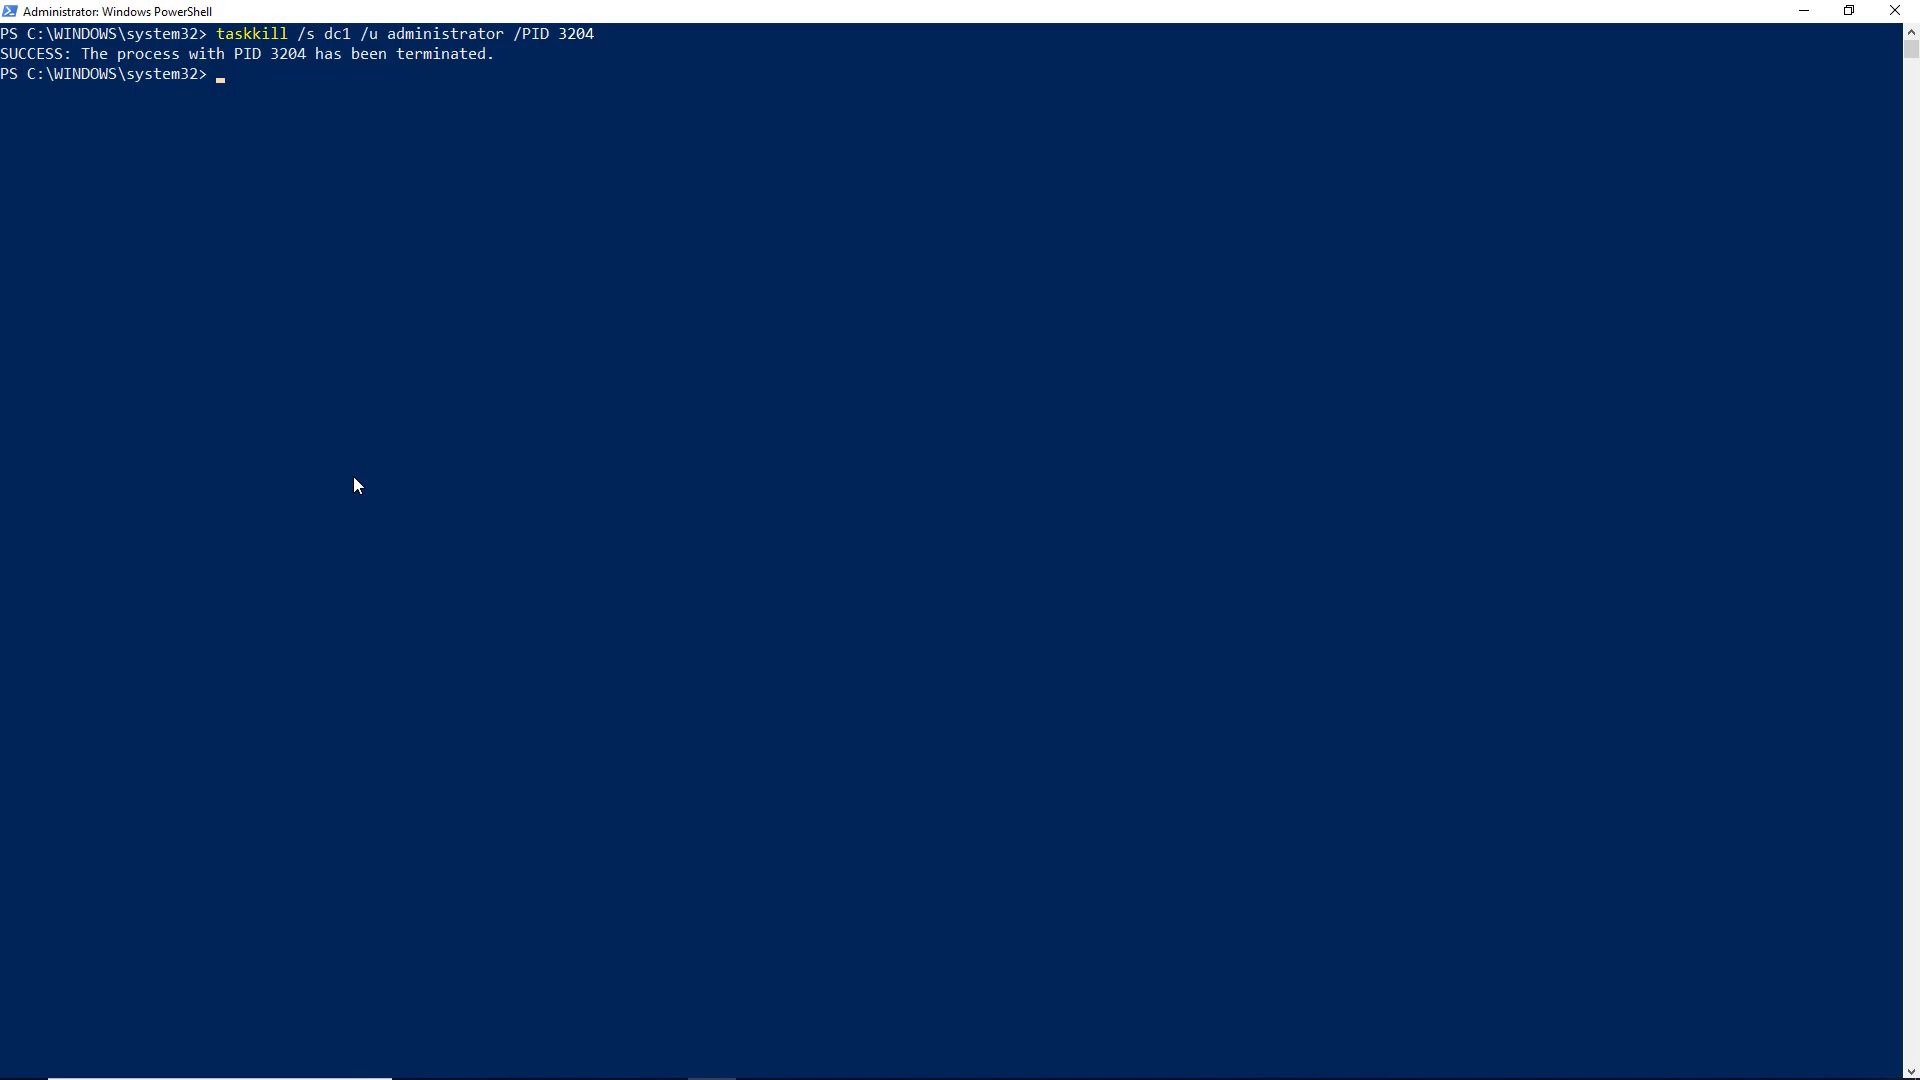 Administrator: Windows PowerShell
PS C:\WINDOWS\system32> taskkill /s dc1 /u administrator /PID 3204
SUCCESS: The process with PID 3204 has been terminated.
PS C:\WINDOWS\system32>